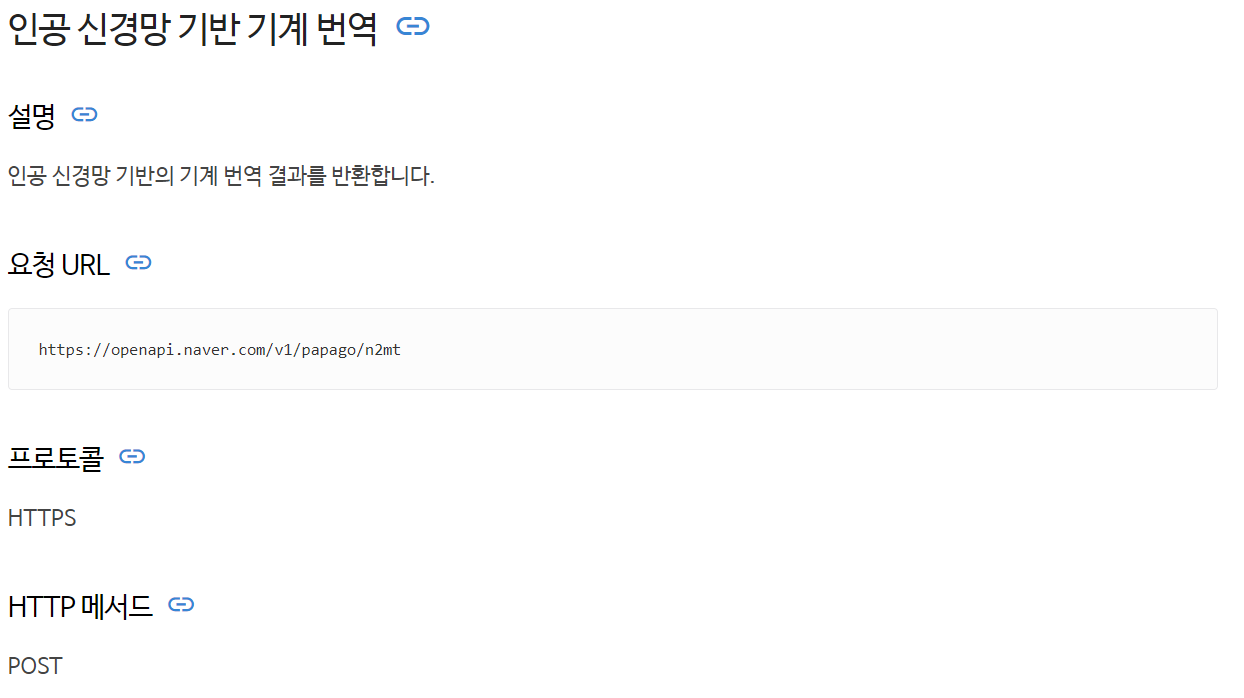 인공 신경망 기반 기계 번역
설명
인공 신경망 기반의 기계 번역 결과를 반환합니다.
요청 URL
https://openapi.naver.com/v1/papago/n2mt
프로토콜
HTTPS
HTTP 메서드
POST